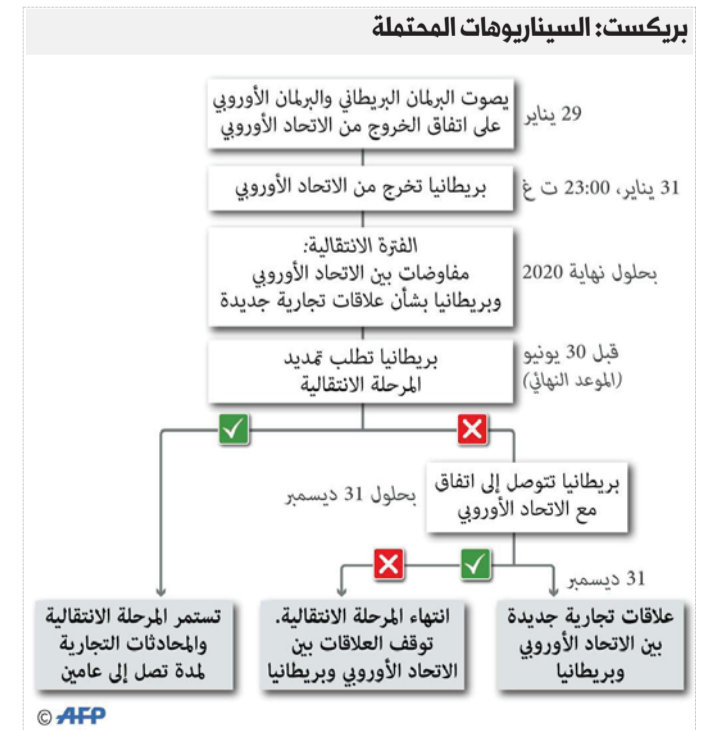 بريكست: السيناريوهات المحتملة
29 يناير
يصوت البرلمان البريطاني والبرلمان الأوروبي
على اتفاق الخروج من الاتحاد الأوروبي
31 يناير، 23:00 ت غ
بريطانيا تخرج من الاتحاد الأوروبي
بحلول نهاية 2020
الفترة الانتقالية:
مفاوضات بين الاتحاد الأوروبي
وبريطانيا بشأن علاقات تجارية جديدة
قبل 30 يونيو
(الموعد النهائي)
بريطانيا تطلب تمديد
المرحلة الانتقالية
بريطانيا تتوصل إلى اتفاق
مع الاتحاد الأوروبي
بحلول 31 ديسمبر
31 ديسمبر
علاقات تجارية جديدة
بين الاتحاد الأوروبي
وبريطانيا
انتهاء المرحلة الانتقالية.
توقف العلاقات بين
الاتحاد الأوروبي وبريطانيا
تستمر المرحلة الانتقالية
والمحادثات التجارية
لمدة تصل إلى عامين
© AFP